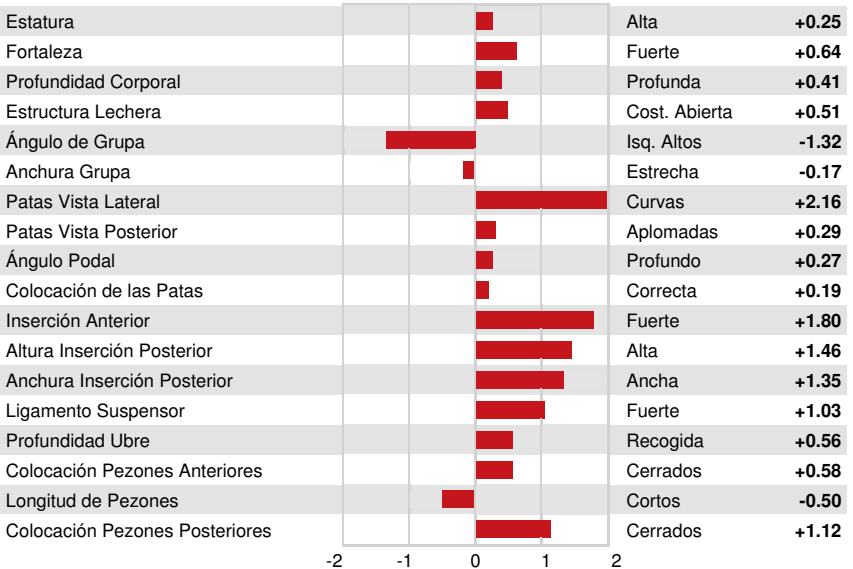 Estatura Alta +0.25
Fortaleza Fuerte +0.64
Profundidad Corporal Profunda +0.41
Estructura Lechera Cost. Abierta +0.51
Ángulo de Grupa Isq. Altos -1.32
Anchura Grupa Estrecha -0.17
Patas Vista Lateral Curvas +2.16
Patas Vista Posterior Aplomadas +0.29
Ángulo Podal Profundo +0.27
Colocación de las Patas Correcta +0.19
Inserción Anterior Fuerte +1.80
Altura Inserción Posterior Alta +1.46
Anchura Inserción Posterior Ancha +1.35
Ligamento Suspensor Fuerte +1.03
Profundidad Ubre Recogida +0.56
Colocación Pezones Anteriores Cerrados +0.58
Longitud de Pezones Cortos -0.50
Colocación Pezones Posteriores Cerrados +1.12
-2 -1 0 1 2